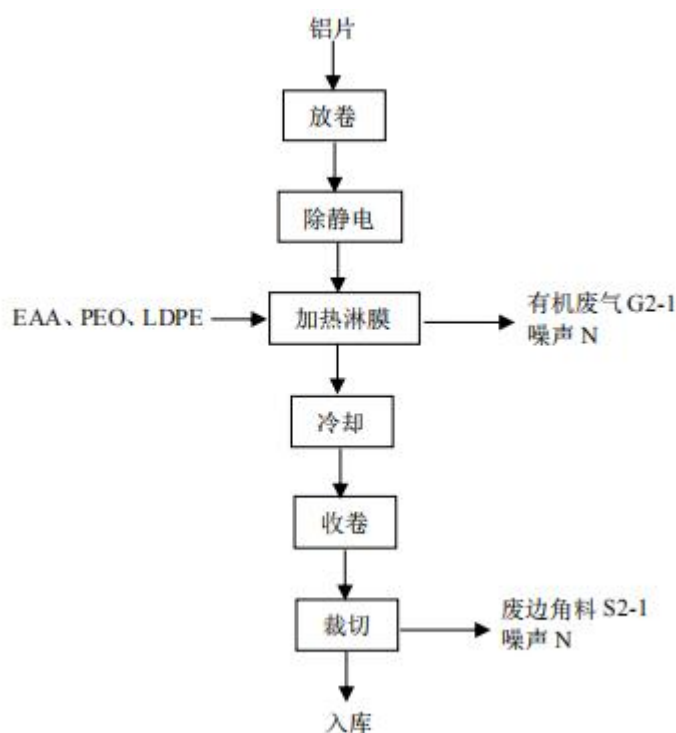 铝片
放卷
除静电
EAA、PEO、LDPE
加热淋膜
有机废气 G2-1
噪声 N
冷却
收卷
裁切
废边角料 S2-1
噪声 N
入库